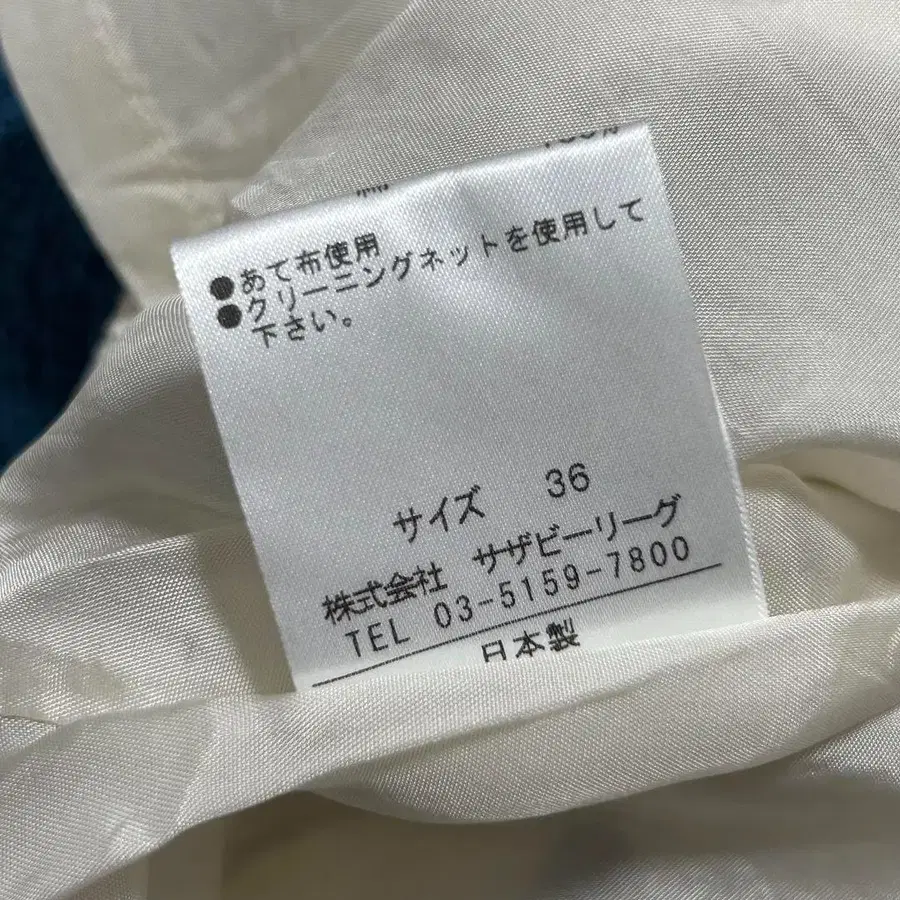 ●あて布使用
●クリーニングネットを使用して
下さい。
サイズ 36
株式会社 サザビーリーグ
TEL 03-5159-7800
日本製